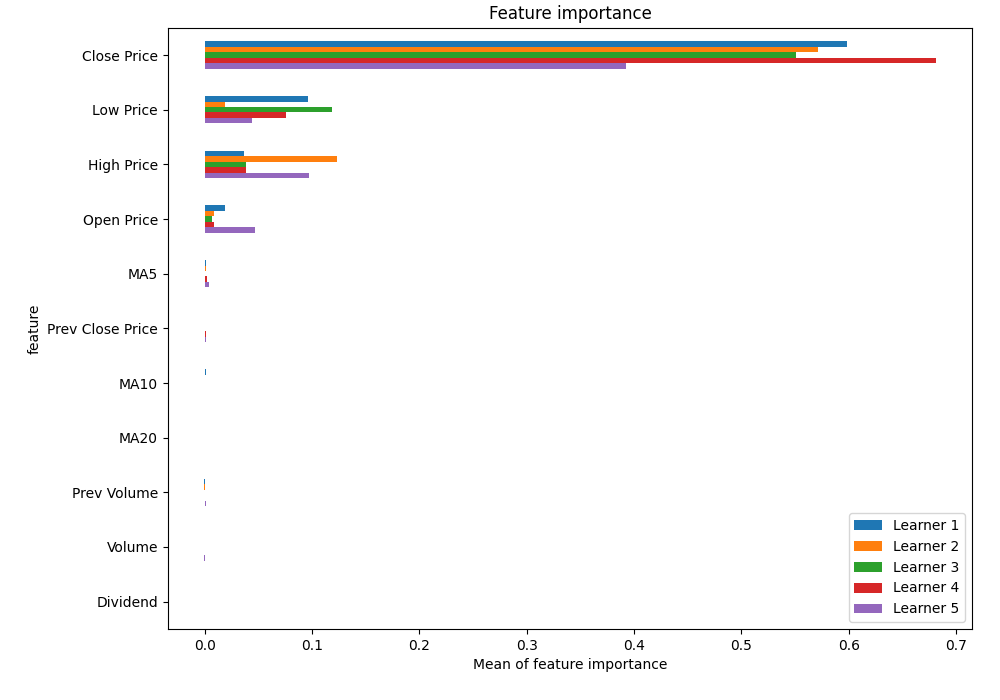 Feature importance
Close Price
Low Price
High Price
Open Price
MA5
Prev Close Price
MA10
MA20
Prev Volume
Volume
Dividend
feature
Learner 1
Learner 2
Learner 3
Learner 4
Learner 5
0.0 0.1 0.2 0.3 0.4 0.5 0.6 0.7
Mean of feature importance